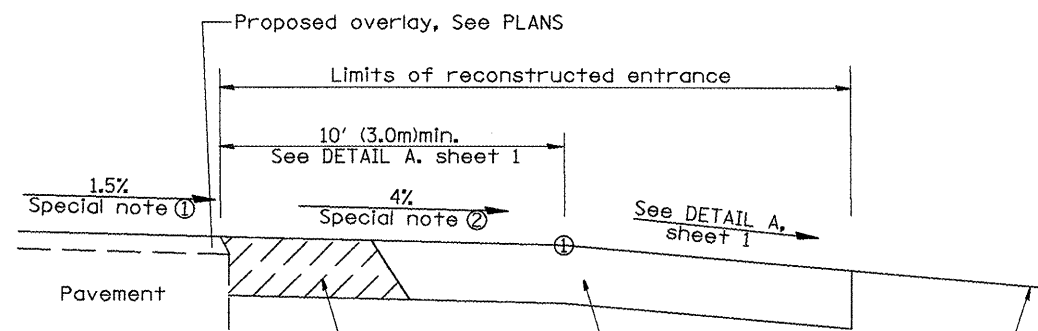 Proposed overlay, See PLANS
Limits of reconstructed entrance
10' (3.0m)min.
See DETAIL A. sheet 1
1.5%
Special note ①
4%
Special note ②
See DETAIL A,
sheet 1
①
Pavement